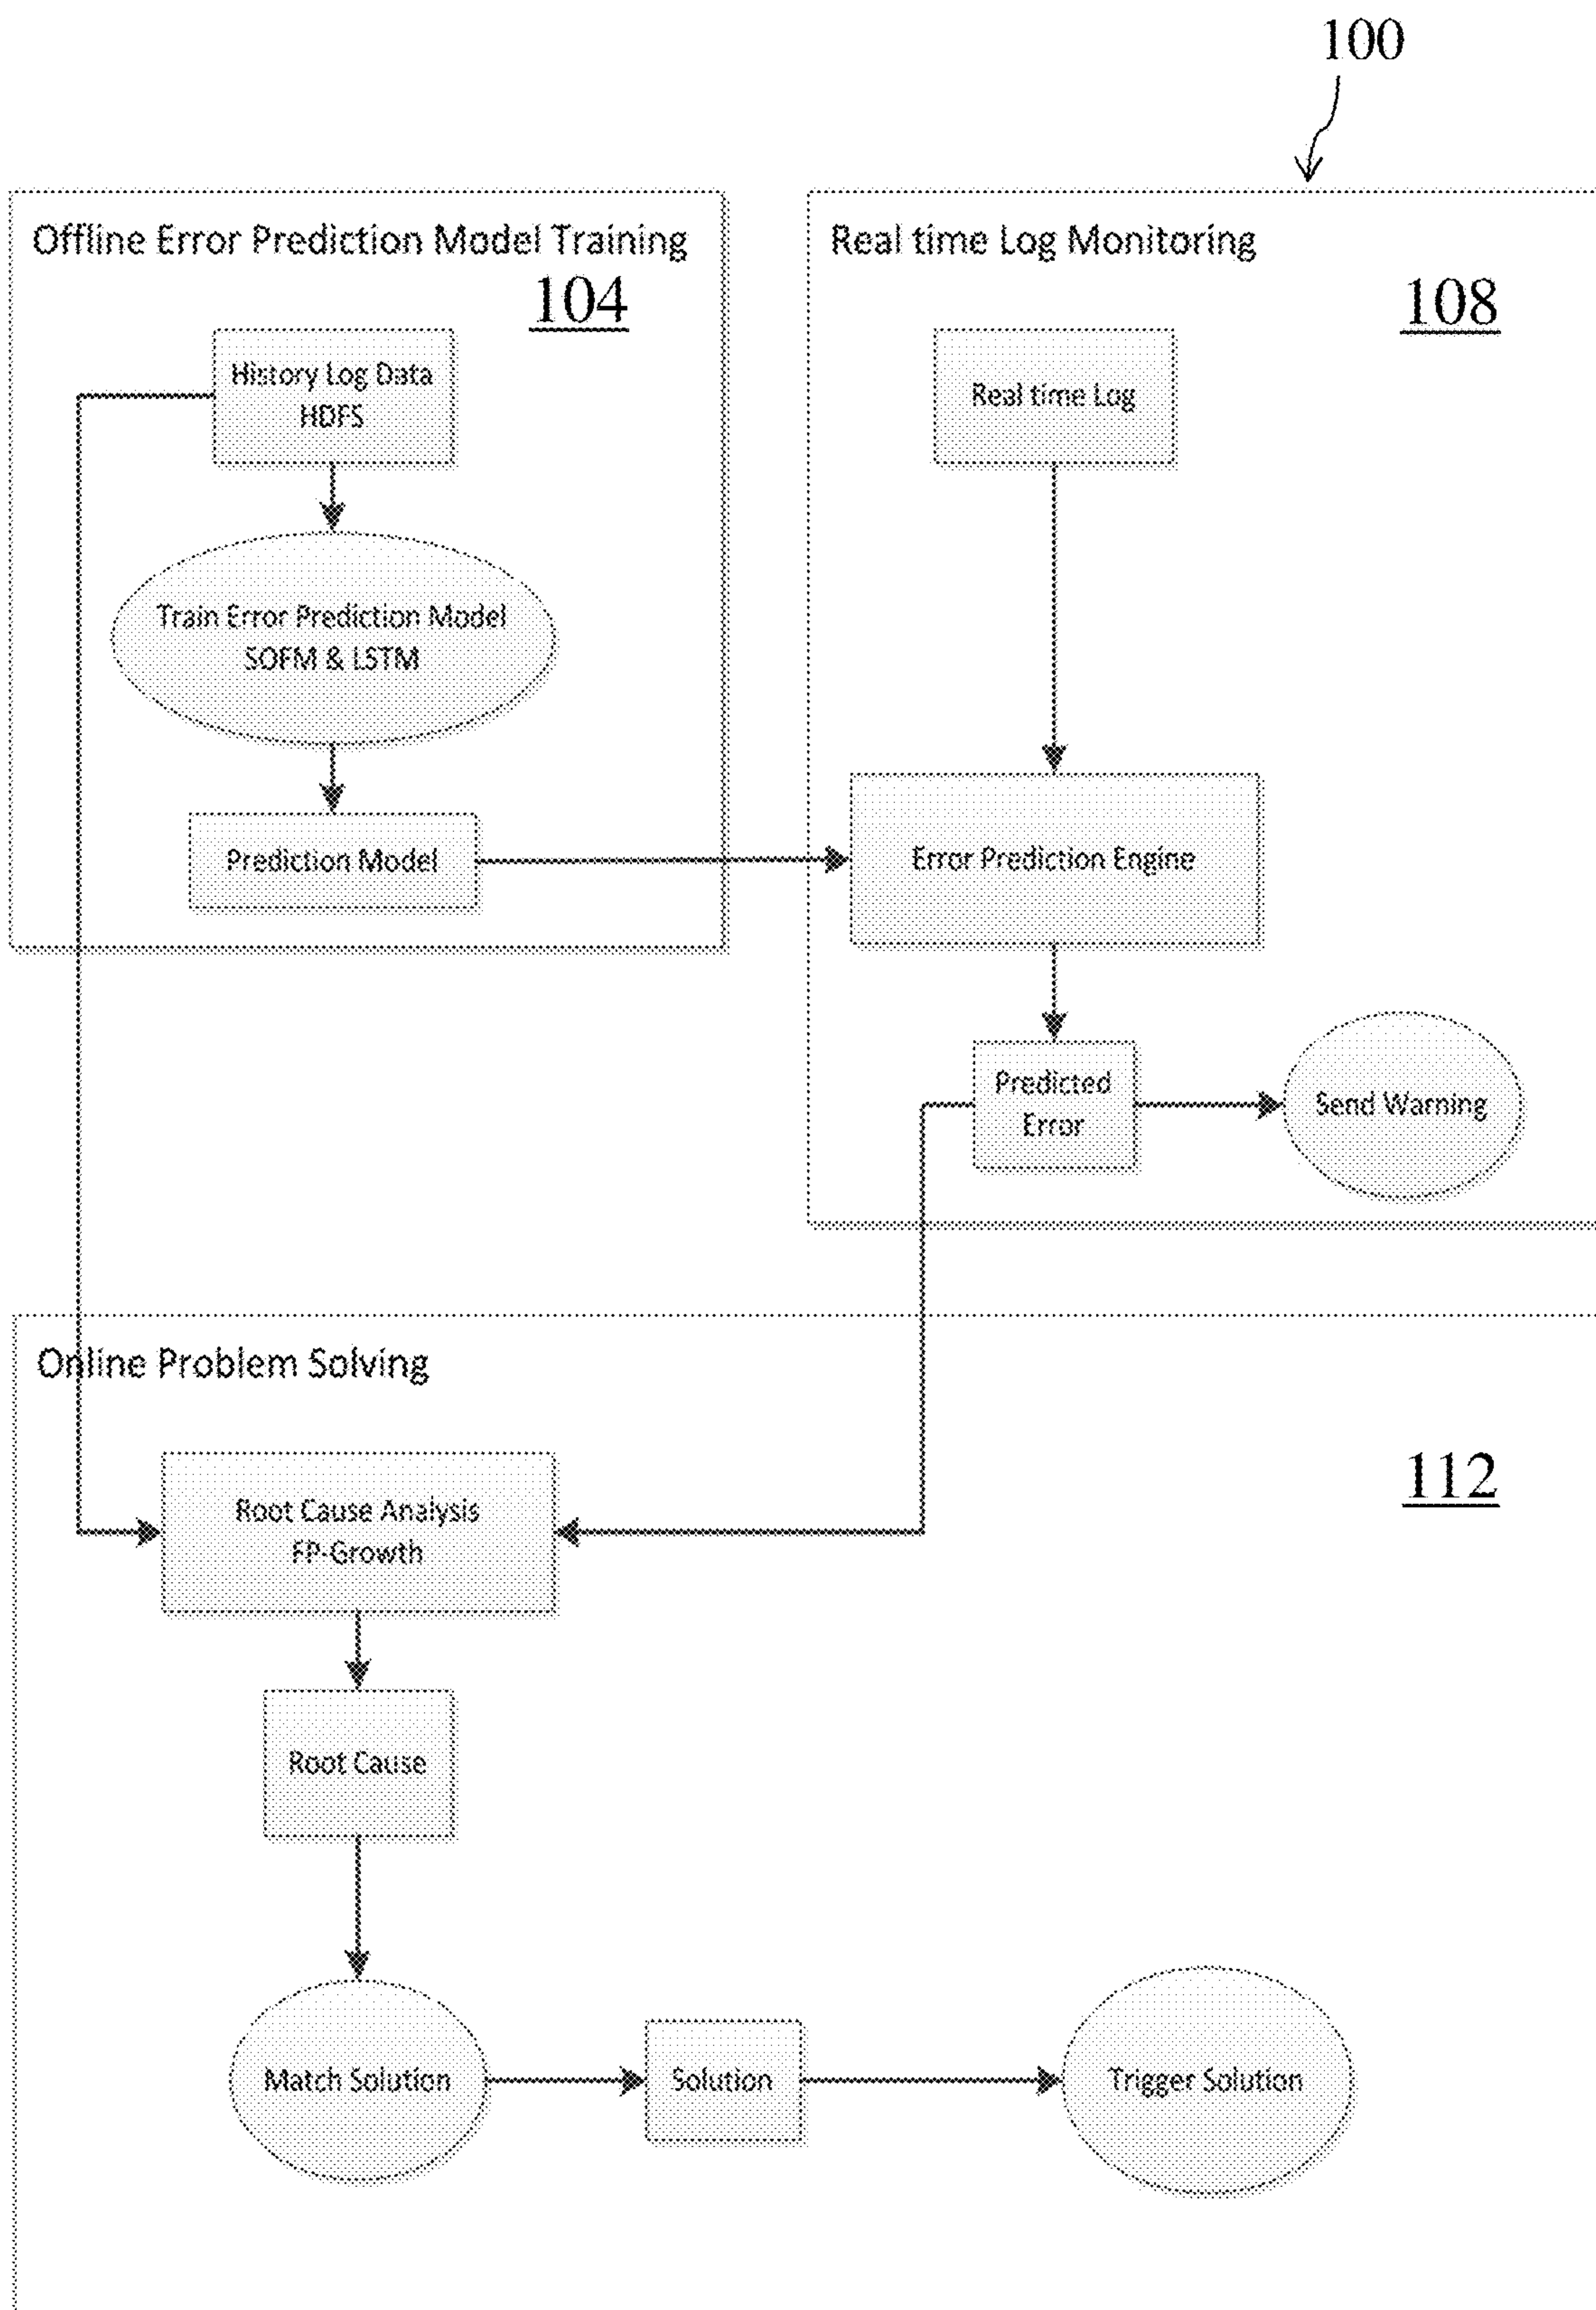 100
Offline Error Prediction Model Training
104
History Log Data
HDFS
Train Error Prediction Model
SOFM & LSTM
Prediction Model
Real time Log Monitoring
108
Real time Log
Error Prediction Engine
Predicted
Error
Send Warning
Online Problem Solving
112
Root Cause Analysis
FP-Growth
Root Cause
Match Solution
Solution
Trigger Solution